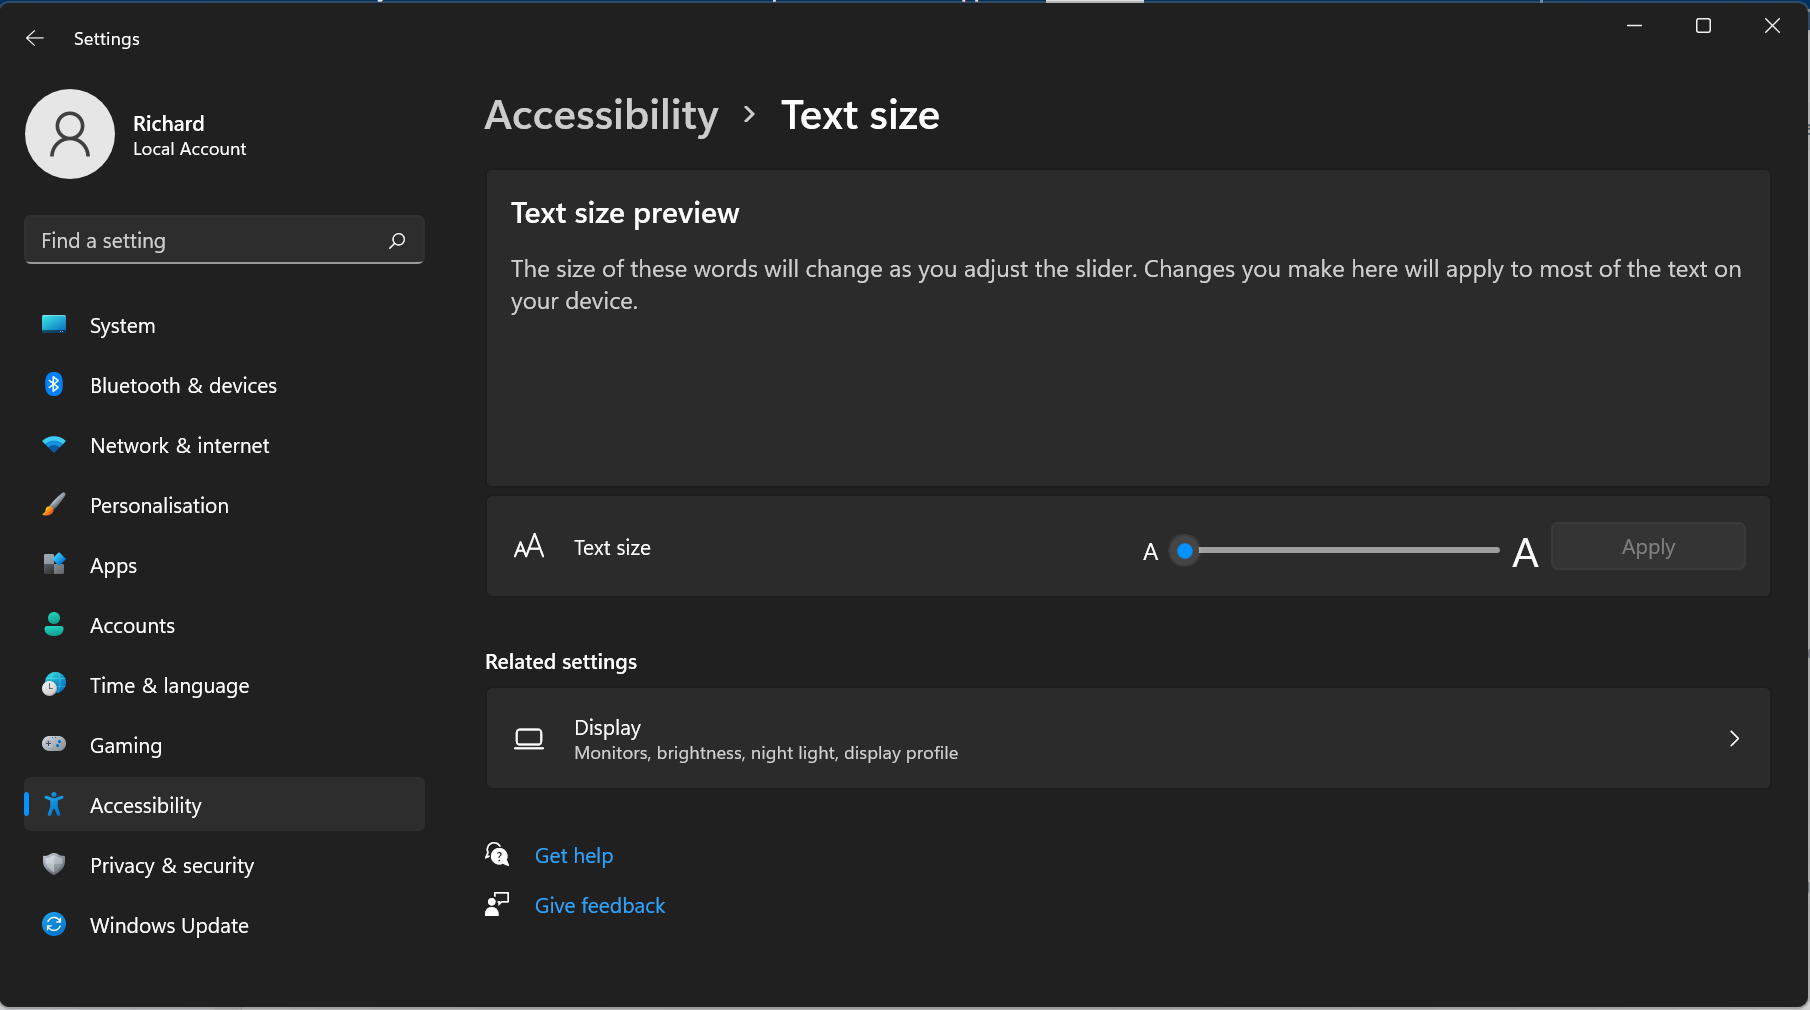 Settings
Richard
Local Account
Find a setting
System
Bluetooth & devices
Network & internet
Personalisation
Apps
Accounts
Time & language
Gaming
Accessibility
Privacy & security
Windows Update
Accessibility > Text size
Text size preview
The size of these words will change as you adjust the slider. Changes you make here will apply to most of the text on
your device.
Text size
A A Apply
Related settings
Display
Monitors, brightness, night light, display profile
Get help
Give feedback